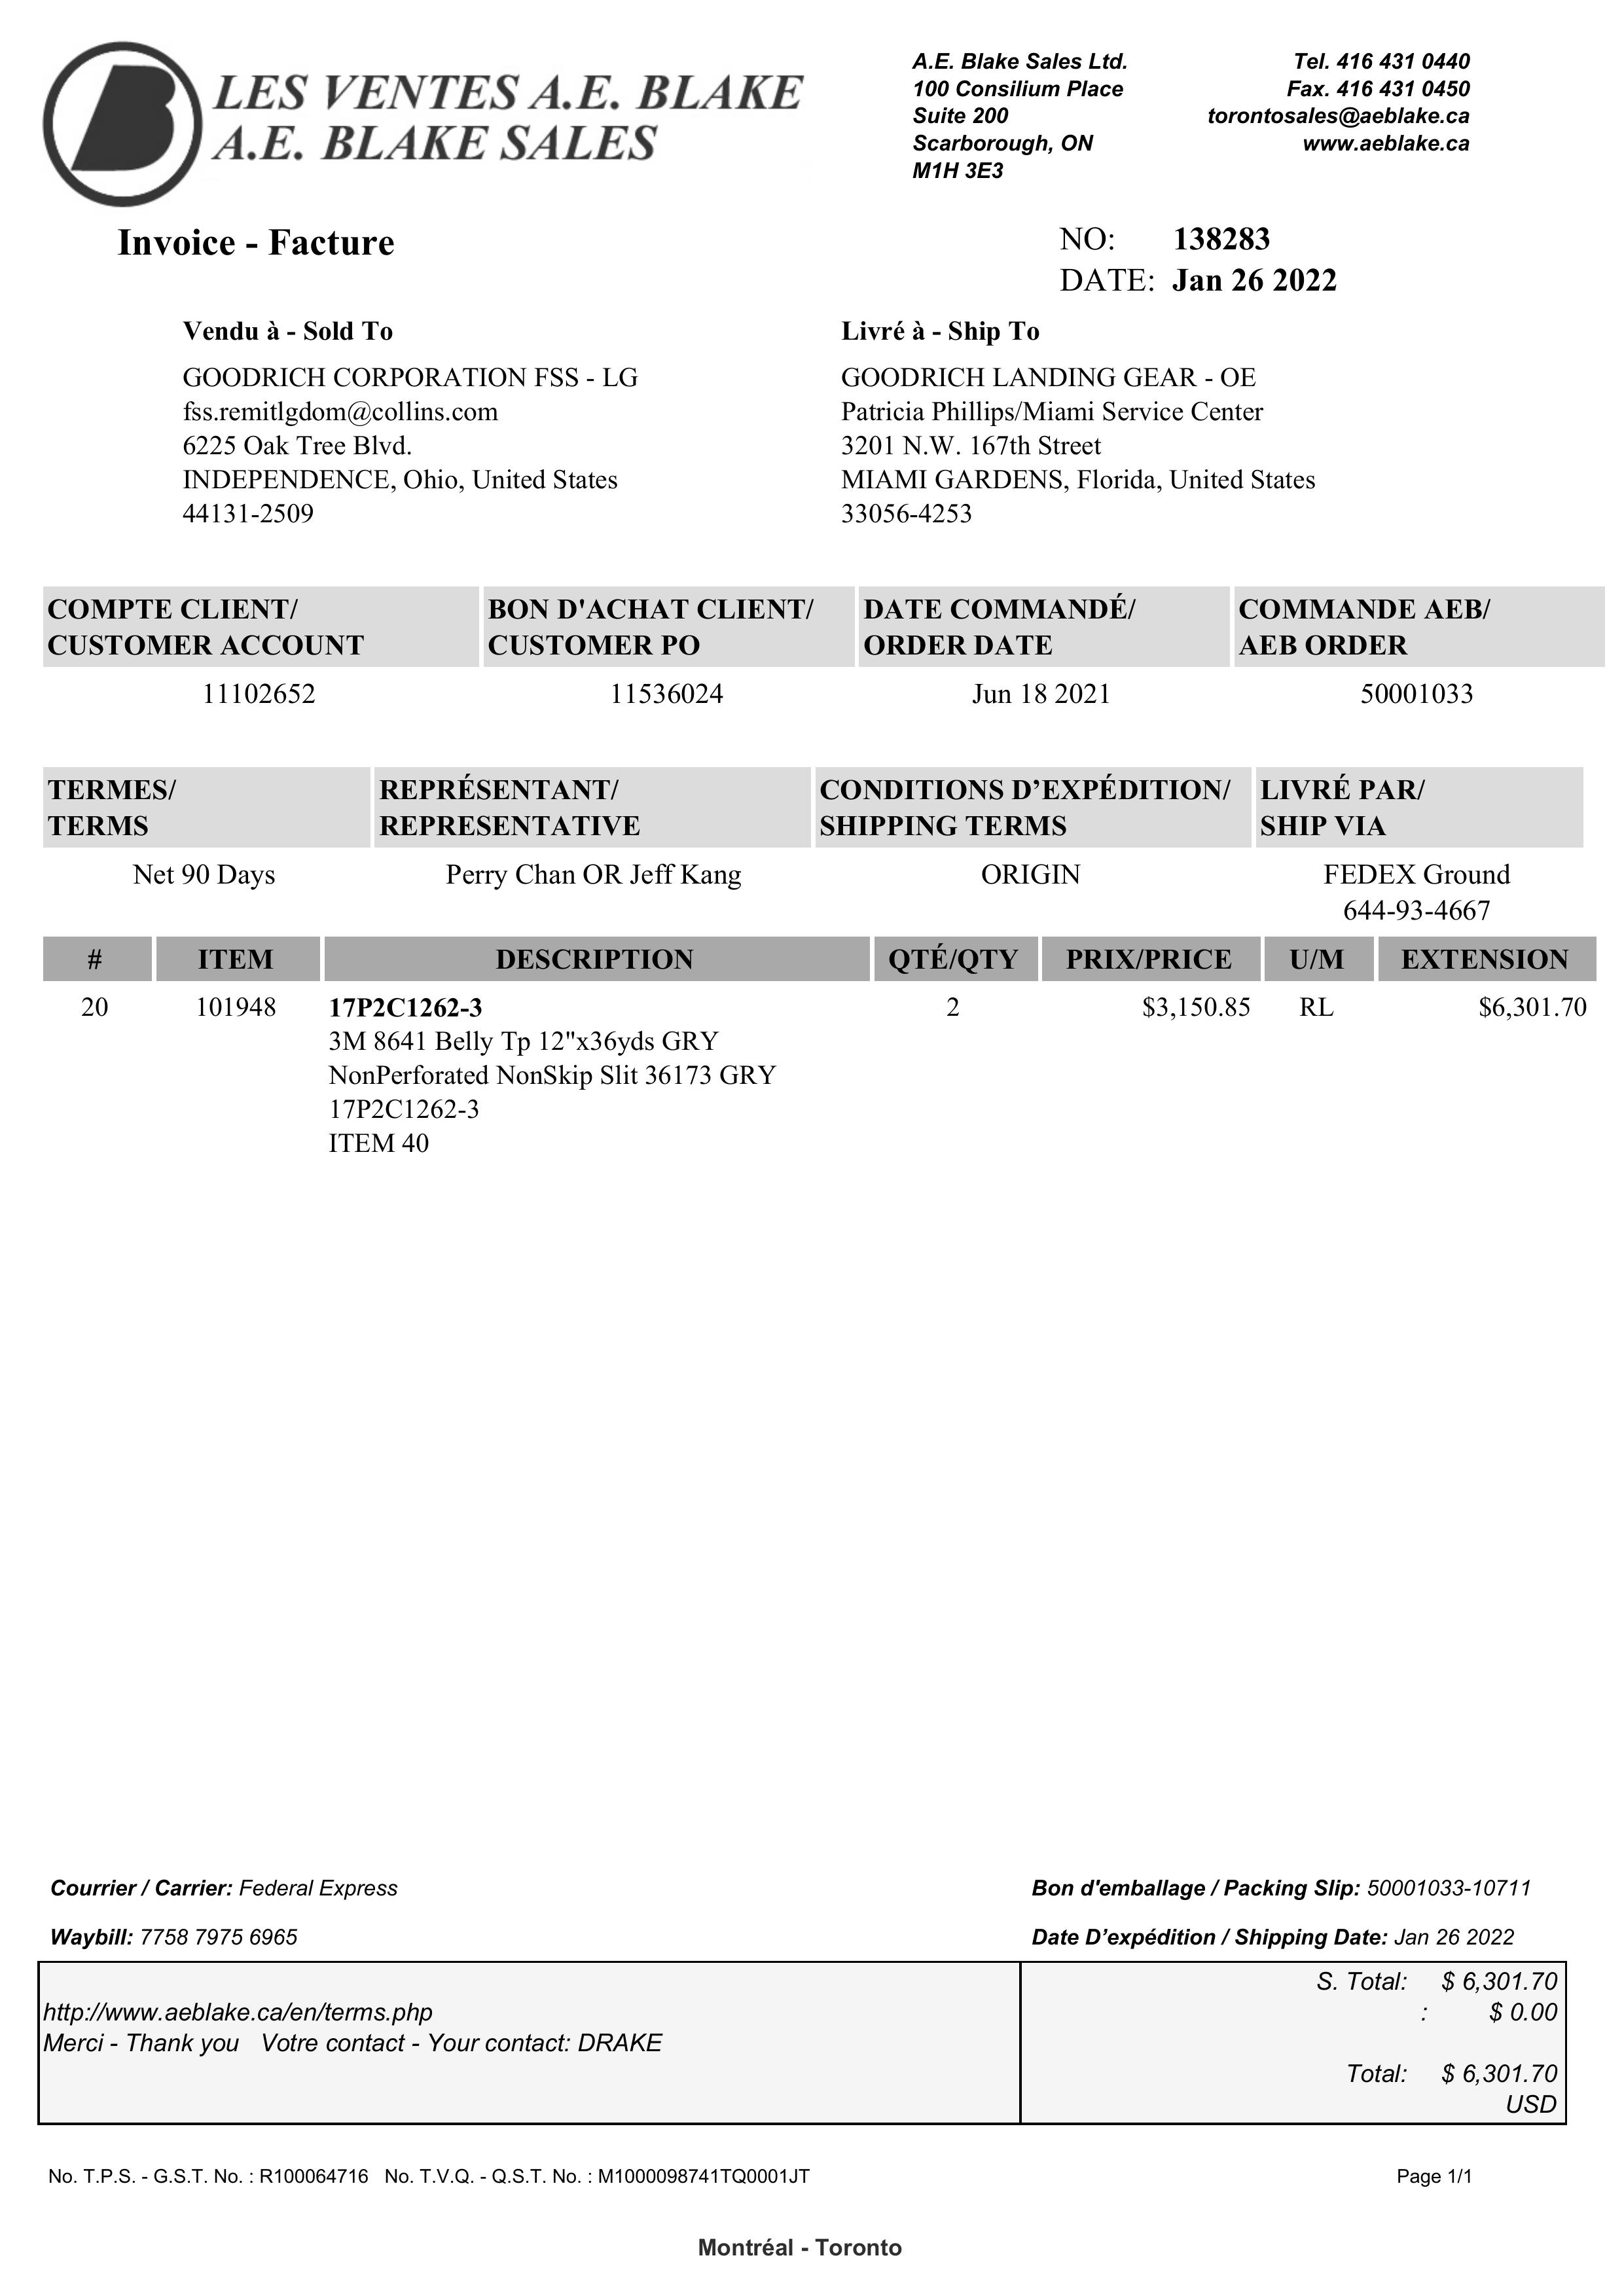 LES VENTES A.E. BLAKE
A.E. BLAKE SALES
A.E. Blake Sales Ltd.
100 Consilium Place
Suite 200
Scarborough, ON
M1H 3E3
Tel. 416 431 0440
Fax. 416 431 0450
torontosales@aeblake.ca
www.aeblake.ca
Invoice - Facture
NO: 138283
DATE: Jan 26 2022
Vendu à - Sold To
GOODRICH CORPORATION FSS - LG
fss.remitlgdom@collins.com
6225 Oak Tree Blvd.
INDEPENDENCE, Ohio, United States
44131-2509
Livré à - Ship To
GOODRICH LANDING GEAR - OE
Patricia Phillips/Miami Service Center
3201 N.W. 167th Street
MIAMI GARDENS, Florida, United States
33056-4253
COMPTE CLIENT/ BON D'ACHAT CLIENT/ DATE COMMANDÉ/ COMMANDE AEB/
CUSTOMER ACCOUNT CUSTOMER PO ORDER DATE AEB ORDER
11102652 11536024 Jun 18 2021 50001033
TERMES/ REPRÉSENTANT/ CONDITIONS D’EXPÉDITION/ LIVRÉ PAR/
TERMS REPRESENTATIVE SHIPPING TERMS SHIP VIA
Net 90 Days Perry Chan OR Jeff Kang ORIGIN FEDEX Ground
644-93-4667
# ITEM DESCRIPTION QTÉ/QTY PRIX/PRICE U/M EXTENSION
20 101948 17P2C1262-3 2 $3,150.85 RL $6,301.70
3M 8641 Belly Tp 12"x36yds GRY
NonPerforated NonSkip Slit 36173 GRY
17P2C1262-3
ITEM 40
Courrier / Carrier: Federal Express
Bon d'emballage / Packing Slip: 50001033-10711
Waybill: 7758 7975 6965
Date D’expédition / Shipping Date: Jan 26 2022
http://www.aeblake.ca/en/terms.php
Merci - Thank you Votre contact - Your contact: DRAKE
S. Total: $ 6,301.70
: $ 0.00
Total: $ 6,301.70
USD
No. T.P.S. - G.S.T. No. : R100064716 No. T.V.Q. - Q.S.T. No. : M1000098741TQ0001JT
Page 1/1
Montréal - Toronto